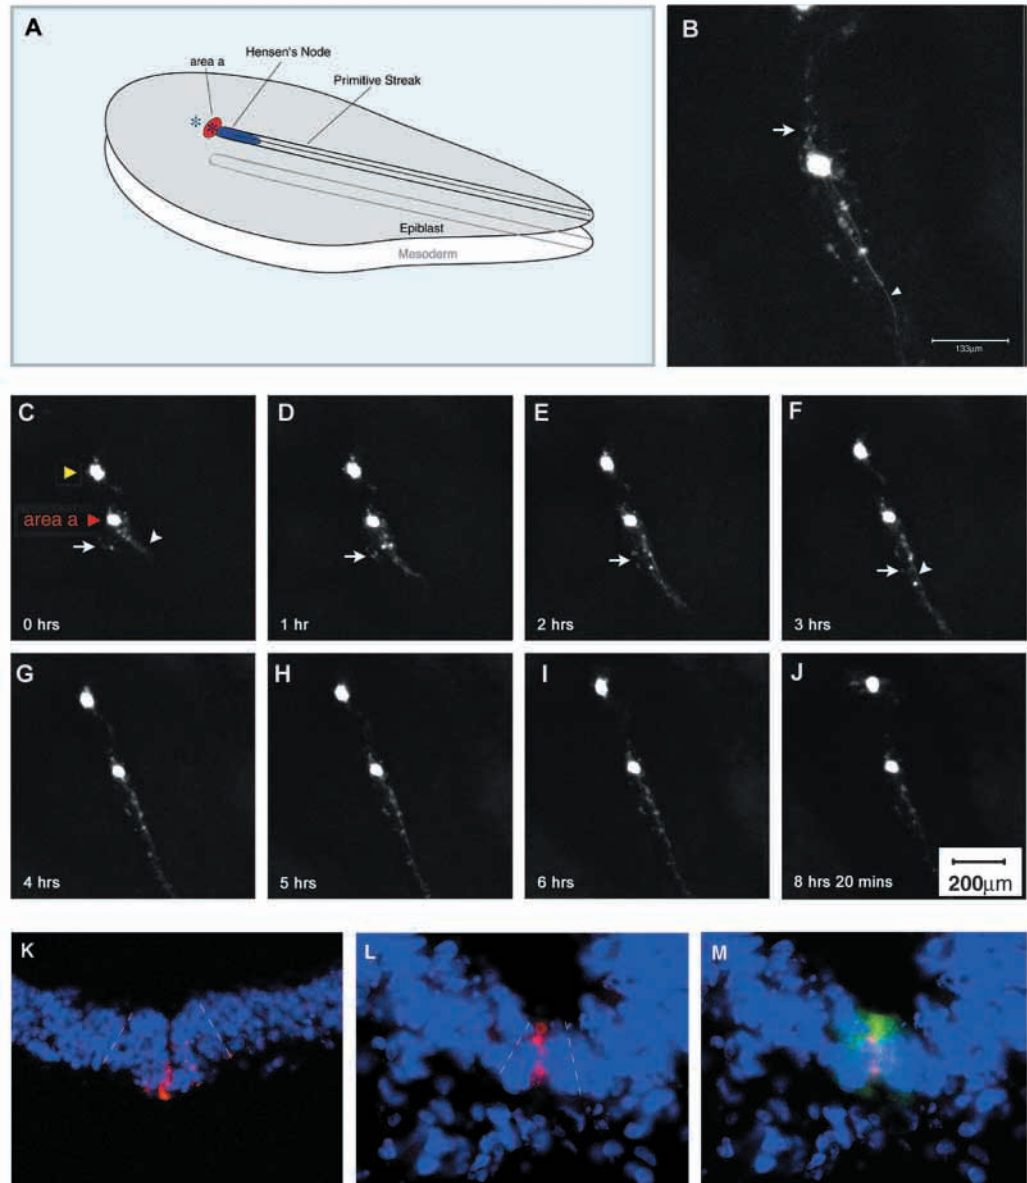 A
Hensen's Node
area a
Primitive Streak
*
*
Epiblast
Mesoderm
B
133µm
C
area a
0 hrs
D
1 hr
E
2 hrs
F
3 hrs
G
4 hrs
H
5 hrs
I
6 hrs
J
200µm
8 hrs 20 mins
K
L
M